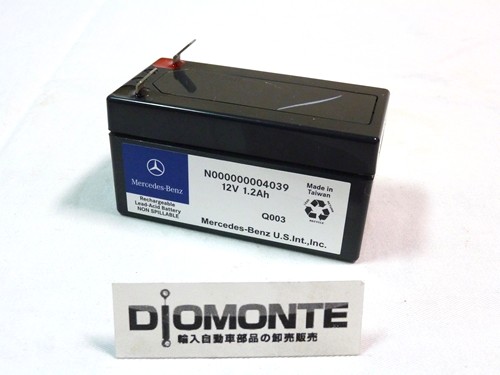 N000000004039
12V 1.2Ah
Made in
Taiwan
Mercedes-Benz
Rechargeable
Lead-Acid Battery
NON SPILLABLE
Q003
Mercedes-Benz U.S.Int.,Inc.
DIOMONTE
輸入自動車部品の卸売販売